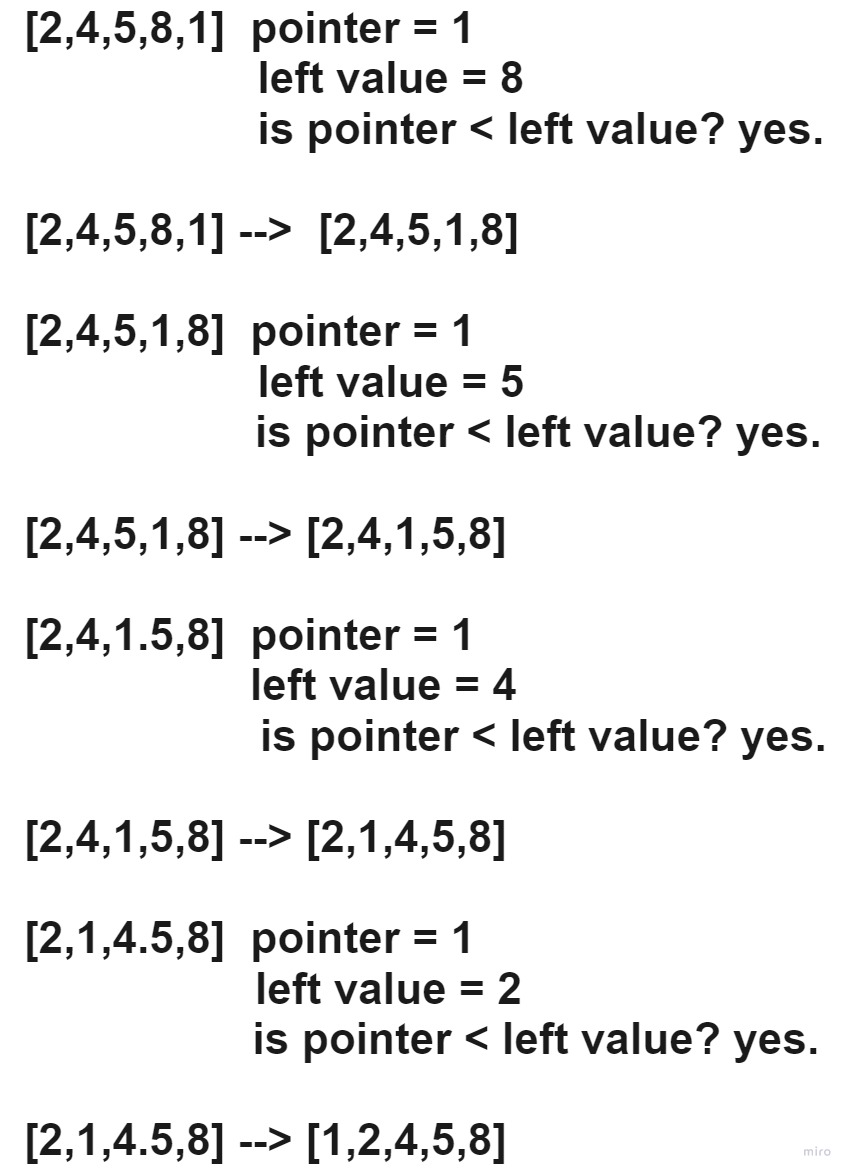 [2,4,5,8,1] pointer = 1
left value = 8
is pointer < left value? yes.
[2,4,5,8,1] --> [2,4,5,1,8]
[2,4,5,1,8] pointer = 1
left value = 5
is pointer < left value? yes.
[2,4,5,1,8] --> [2,4,1,5,8]
[2,4,1.5,8] pointer = 1
left value = 4
is pointer < left value? yes.
[2,4,1,5,8] --> [2,1,4,5,8]
[2,1,4.5,8] pointer = 1
left value = 2
is pointer < left value? yes.
[2,1,4.5,8] --> [1,2,4,5,8]
miro